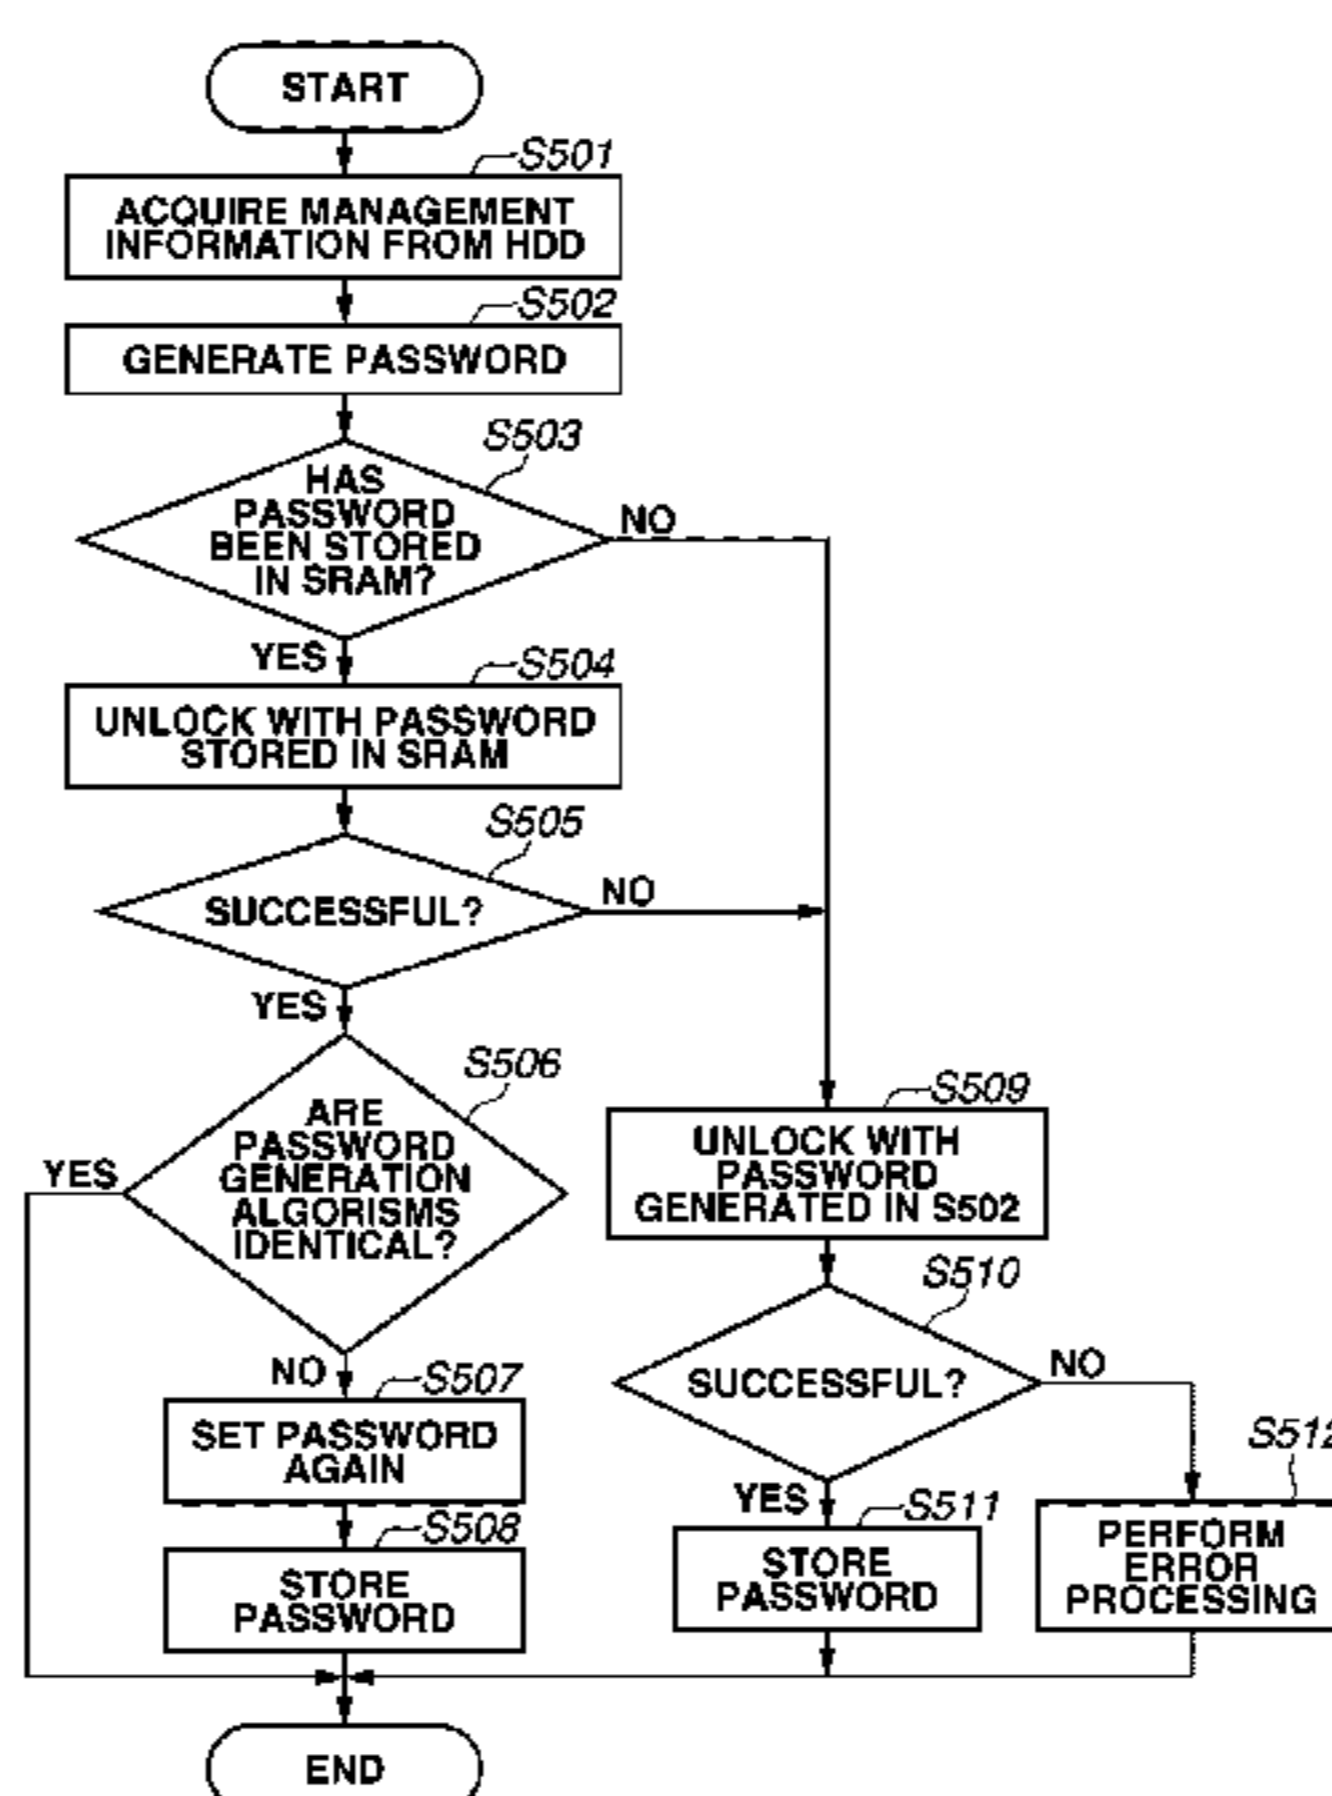 START
S501
ACQUIRE MANAGEMENT
INFORMATION FROM HDD
S502
GENERATE PASSWORD
S503
HAS
PASSWORD
BEEN STORED
IN SRAM?
NO
YES
S504
UNLOCK WITH PASSWORD
STORED IN SRAM
S505
SUCCESSFUL?
NO
YES
S506
ARE
PASSWORD
GENERATION
ALGORISMS
IDENTICAL?
YES
NO
S507
SET PASSWORD
AGAIN
S508
STORE
PASSWORD
S509
UNLOCK WITH
PASSWORD
GENERATED IN S502
S510
SUCCESSFUL?
NO
YES
S511
STORE
PASSWORD
S512
PERFORM
ERROR
PROCESSING
END